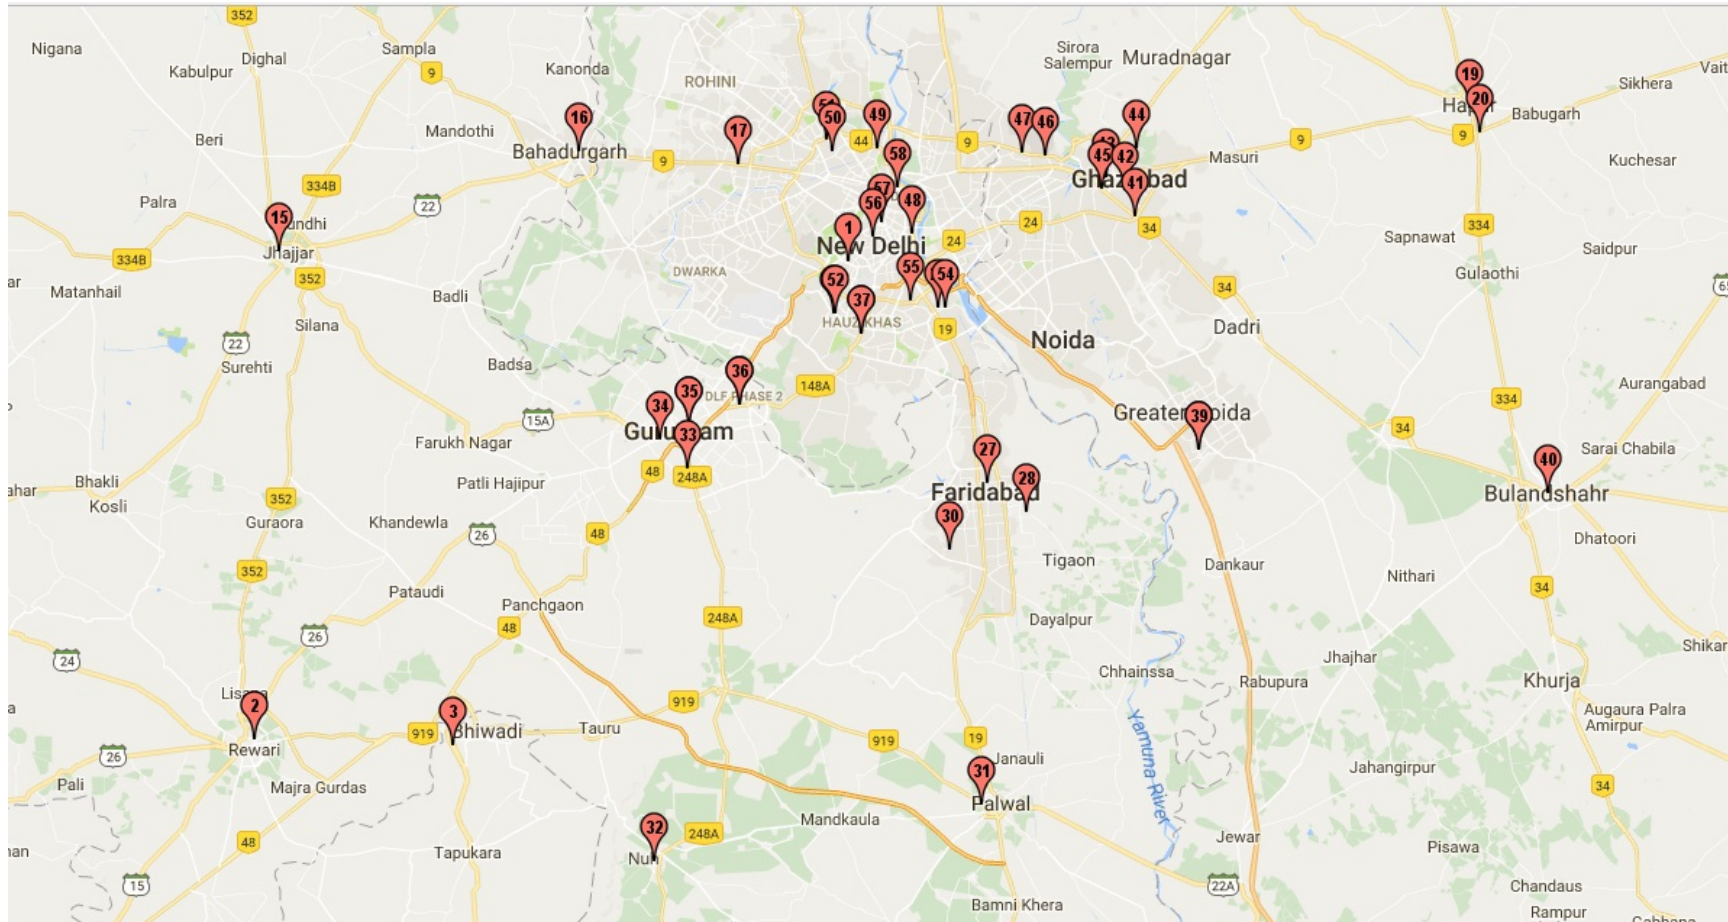 352
Nigana
Sampla
Sirora
Salempur
Muradnagar
Dighal
Kabulpur
9
Kanonda
ROHINI
19
Sikhera
20
Babugarh
16
17
50
49
47
46
44
Beri
Mandothi
Bahadurgarh
9
44
9
9
9
Masuri
Kuchesar
58
45
42
41
334B
22
Palra
57
56
48
15
Jhajjar
1
New Delhi
24
24
34
334
Sapnawat
Saidpur
334B
352
DWARKA
55
54
Gulaothi
Matanhail
Badli
52
37
34
HAUZ KHAS
19
Silana
Noida
Dadri
22
Surehti
Badsa
36
148A
35
DLF PHASE 2
34
Aurangabad
334
15A
33
Greater Noida
39
34
Farukh Nagar
27
Sarai Chabila
40
48
248A
Bhakli
Patli Hajipur
28
Faridabad
Bulandshahr
352
Kosli
30
Guraora
Khandewla
26
48
Dhatoori
Tigaon
Dankaur
352
Nithari
34
Pataudi
Panchgaon
248A
Dayalpur
26
48
24
Jhajhar
Chhainssa
Rabupura
Khurja
2
3
919
Augaura Palra
Amirpur
919
Bhiwadi
Tauru
919
19
Rewari
26
Janauli
Yamuna River
Jahangirpur
31
Pali
Majra Gurdas
34
Palwal
Mandkaula
32
248A
48
Jewar
Nuh
Tapukara
Pisawa
15
22A
Chandaus
Bamni Khera
Rampur